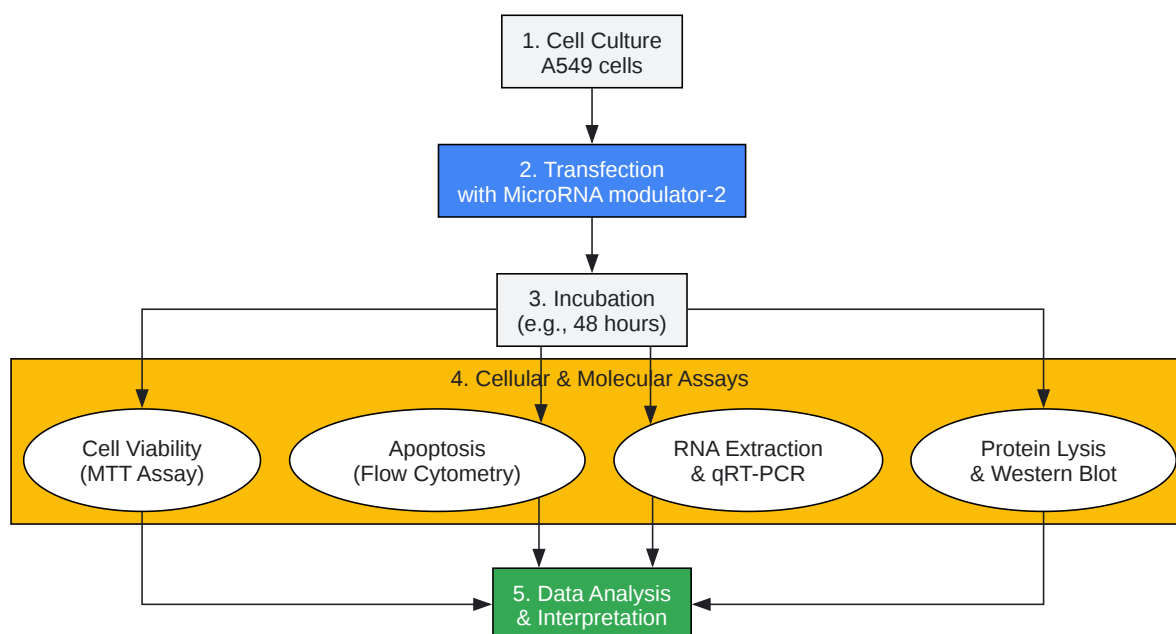 1. Cell Culture
A549 cells
2. Transfection
with MicroRNA modulator-2
3. Incubation
(e.g., 48 hours)
4. Cellular & Molecular Assays
Cell Viability
(MTT Assay)
Apoptosis
(Flow Cytometry)
RNA Extraction
& qRT-PCR
Protein Lysis
& Western Blot
5. Data Analysis
& Interpretation